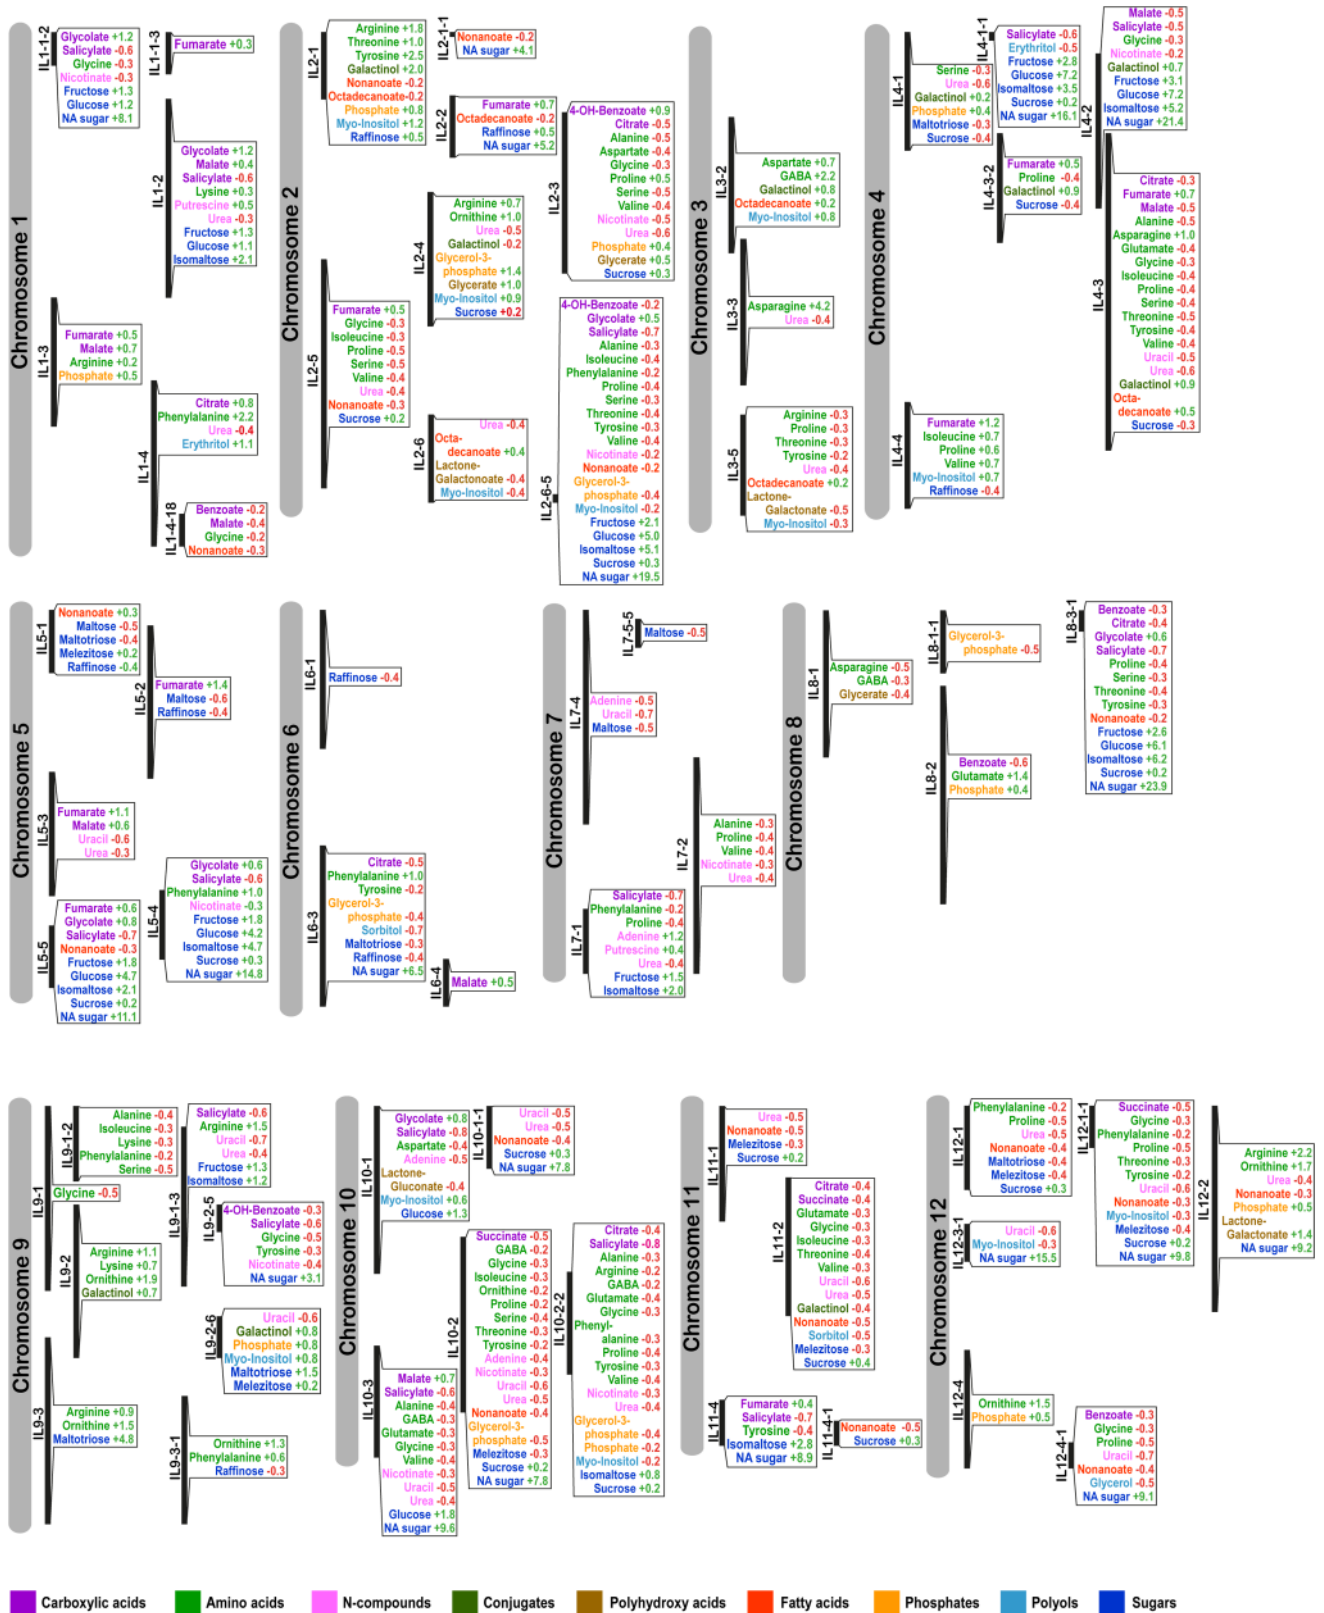 Chromosome 1
IL1-1-2
Glycolate +1.2
Salicylate -0.6
Glycine -0.3
Nicotinate -0.3
Fructose +1.3
Glucose +1.2
NA sugar +8.1
IL1-1-3
Fumarate +0.3
IL1-2
Glycolate +1.2
Malate +0.4
Salicylate -0.6
Lysine +0.3
Putrescine +0.5
Urea -0.3
Fructose +1.3
Glucose +1.1
Isomaltose +2.1
IL1-3
Fumarate +0.5
Malate +0.7
Arginine +0.2
Phosphate +0.5
IL1-4
Citrate +0.8
Phenylalanine +2.2
Urea -0.4
Erythritol +1.1
IL1-4-18
Benzoate -0.2
Malate -0.4
Glycine -0.2
Nonanoate -0.3
Chromosome 2
IL2-1
Arginine +1.8
Threonine +1.0
Tyrosine +2.5
Galactinol +2.0
Nonanoate -0.2
Octadecanoate-0.2
Phosphate +0.8
Myo-Inositol +1.2
Raffinose +0.5
IL2-1-1
Nonanoate -0.2
NA sugar +4.1
IL2-2
Fumarate +0.7
Octadecanoate -0.2
Raffinose +0.5
NA sugar +5.2
IL2-3
4-OH-Benzoate +0.9
Citrate -0.5
Alanine -0.5
Aspartate -0.4
Glycine -0.3
Proline +0.5
Serine -0.5
Valine -0.4
Nicotinate -0.5
Urea -0.6
Phosphate +0.4
Glycerate +0.5
Sucrose +0.3
IL2-4
Arginine +0.7
Ornithine +1.0
Urea -0.5
Galactinol -0.2
Glycerol-3-
phosphate +1.4
Glycerate +1.0
Myo-Inositol +0.9
Sucrose +0.2
IL2-5
Fumarate +0.5
Glycine -0.3
Isoleucine -0.3
Proline -0.5
Serine -0.5
Valine -0.4
Urea -0.4
Nonanoate -0.3
Sucrose +0.2
IL2-6
Urea -0.4
Octa-
decanoate +0.4
Lactone-
Galactonoate -0.4
Myo-Inositol -0.4
IL2-6-5
4-OH-Benzoate -0.2
Glycolate +0.5
Salicylate -0.7
Alanine -0.3
Isoleucine -0.4
Phenylalanine -0.2
Proline -0.4
Serine -0.3
Threonine -0.4
Tyrosine -0.3
Valine -0.4
Nicotinate -0.2
Nonanoate -0.2
Glycerol-3-
phosphate -0.4
Myo-Inositol -0.2
Fructose +2.1
Glucose +5.0
Isomaltose +5.1
Sucrose +0.3
NA sugar +19.5
Chromosome 3
IL3-2
Aspartate +0.7
GABA +2.2
Galactinol +0.8
Octadecanoate +0.2
Myo-Inositol +0.8
IL3-3
Asparagine +4.2
Urea -0.4
IL3-5
Arginine -0.3
Proline -0.3
Threonine -0.3
Tyrosine -0.2
Urea -0.4
Octadecanoate +0.2
Lactone-
Galactonate -0.5
Myo-Inositol -0.3
Chromosome 4
IL4-1
Serine -0.3
Urea -0.6
Galactinol +0.2
Phosphate +0.4
Maltotriose -0.3
Sucrose -0.4
IL4-1-1
Salicylate -0.6
Erythritol -0.5
Fructose +2.8
Glucose +7.2
Isomaltose +3.5
Sucrose +0.2
NA sugar +16.1
IL4-2
Malate -0.5
Salicylate -0.5
Glycine -0.3
Nicotinate -0.2
Galactinol +0.7
Fructose +3.1
Glucose +7.2
Isomaltose +5.2
NA sugar +21.4
IL4-3-2
Fumarate +0.5
Proline -0.4
Galactinol +0.9
Sucrose -0.4
IL4-3
Citrate -0.3
Fumarate +0.7
Malate -0.5
Alanine -0.5
Asparagine +1.0
Glutamate -0.4
Glycine -0.3
Isoleucine -0.4
Proline -0.4
Serine -0.4
Threonine -0.5
Tyrosine -0.4
Valine -0.4
Uracil -0.5
Urea -0.6
Galactinol +0.9
Octa-
decanoate +0.5
Sucrose -0.3
IL4-4
Fumarate +1.2
Isoleucine +0.7
Proline +0.6
Valine +0.7
Myo-Inositol +0.7
Raffinose -0.4
Chromosome 5
IL5-1
Nonanoate +0.3
Maltose -0.5
Maltotriose -0.4
Melezitose +0.2
Raffinose -0.4
IL5-2
Fumarate +1.4
Maltose -0.6
Raffinose -0.4
IL5-3
Fumarate +1.1
Malate +0.6
Uracil -0.6
Urea -0.3
IL5-4
Glycolate +0.6
Salicylate -0.6
Phenylalanine +1.0
Nicotinate -0.3
Fructose +1.8
Glucose +4.2
Isomaltose +4.7
Sucrose +0.3
NA sugar +14.8
IL5-5
Fumarate +0.6
Glycolate +0.8
Salicylate -0.7
Nonanoate -0.3
Fructose +1.8
Glucose +4.7
Isomaltose +2.1
Sucrose +0.2
NA sugar +11.1
Chromosome 6
IL6-1
Raffinose -0.4
IL6-3
Citrate -0.5
Phenylalanine +1.0
Tyrosine -0.2
Glycerol-3-
phosphate -0.4
Sorbitol -0.7
Maltotriose -0.3
Raffinose -0.4
NA sugar +6.5
IL6-4
Malate +0.5
Chromosome 7
IL7-5-5
Maltose -0.5
IL7-4
Adenine -0.5
Uracil -0.7
Maltose -0.5
IL7-2
Alanine -0.3
Proline -0.4
Valine -0.4
Nicotinate -0.3
Urea -0.4
IL7-1
Salicylate -0.7
Phenylalanine -0.2
Proline -0.4
Adenine +1.2
Putrescine +0.4
Urea -0.4
Fructose +1.5
Isomaltose +2.0
Chromosome 8
IL8-1
Asparagine -0.5
GABA -0.3
Glycerate -0.4
IL8-1-1
Glycerol-3-
phosphate -0.5
IL8-2
Benzoate -0.6
Glutamate +1.4
Phosphate +0.4
IL8-3-1
Benzoate -0.3
Citrate -0.4
Glycolate +0.6
Salicylate -0.7
Proline -0.4
Serine -0.3
Threonine -0.4
Tyrosine -0.3
Nonanoate -0.2
Fructose +2.6
Glucose +6.1
Isomaltose +6.2
Sucrose +0.2
NA sugar +23.9
Chromosome 9
IL9-1
Glycine -0.5
IL9-1-2
Alanine -0.4
Isoleucine -0.3
Lysine -0.3
Phenylalanine -0.2
Serine -0.5
IL9-1-3
Salicylate -0.6
Arginine +1.5
Uracil -0.7
Urea -0.4
Fructose +1.3
Isomaltose +1.2
IL9-2
Arginine +1.1
Lysine +0.7
Ornithine +1.9
Galactinol +0.7
IL9-2-5
4-OH-Benzoate -0.3
Salicylate -0.6
Glycine -0.5
Tyrosine -0.3
Nicotinate -0.4
NA sugar +3.1
IL9-2-6
Uracil -0.6
Galactinol +0.8
Phosphate +0.8
Myo-Inositol +0.8
Maltotriose +1.5
Melezitose +0.2
IL9-3
Arginine +0.9
Ornithine +1.5
Maltotriose +4.8
IL9-3-1
Ornithine +1.3
Phenylalanine +0.6
Raffinose -0.3
Chromosome 10
IL10-1
Glycolate +0.8
Salicylate -0.8
Aspartate -0.4
Adenine -0.5
Lactone-
Gluconate -0.4
Myo-Inositol +0.6
Glucose +1.3
IL10-1-1
Uracil -0.5
Urea -0.5
Nonanoate -0.4
Sucrose +0.3
NA sugar +7.8
IL10-2
Succinate -0.5
GABA -0.2
Glycine -0.3
Isoleucine -0.3
Ornithine -0.2
Proline -0.2
Serine -0.4
Threonine -0.3
Tyrosine -0.2
Adenine -0.4
Nicotinate -0.3
Uracil -0.6
Urea -0.5
Nonanoate -0.4
Glycerol-3-
phosphate -0.5
Melezitose -0.3
Sucrose +0.2
NA sugar +7.8
IL10-2-2
Citrate -0.4
Salicylate -0.8
Alanine -0.3
Arginine -0.2
GABA -0.2
Glutamate -0.4
Glycine -0.3
Phenyl-
alanine -0.3
Proline -0.4
Tyrosine -0.3
Valine -0.4
Nicotinate -0.3
Urea -0.4
Glycerol-3-
phosphate -0.4
Phosphate -0.2
Myo-Inositol -0.2
Isomaltose +0.8
Sucrose +0.2
IL10-3
Malate +0.7
Salicylate -0.6
Alanine -0.4
GABA -0.3
Glutamate -0.3
Glycine -0.3
Valine -0.4
Nicotinate -0.3
Uracil -0.5
Urea -0.4
Glucose +1.8
NA sugar +9.6
Chromosome 11
IL11-1
Urea -0.5
Nonanoate -0.5
Melezitose -0.3
Sucrose +0.2
IL11-2
Citrate -0.4
Succinate -0.4
Glutamate -0.3
Glycine -0.3
Isoleucine -0.3
Threonine -0.4
Valine -0.3
Uracil -0.6
Urea -0.5
Galactinol -0.4
Nonanoate -0.5
Sorbitol -0.5
Melezitose -0.3
Sucrose +0.4
IL11-4
Fumarate +0.4
Salicylate -0.7
Tyrosine -0.4
Isomaltose +2.8
NA sugar +8.9
IL11-4-1
Nonanoate -0.5
Sucrose +0.3
Chromosome 12
IL12-1
Phenylalanine -0.2
Proline -0.5
Urea -0.5
Nonanoate -0.4
Maltotriose -0.4
Melezitose -0.4
Sucrose +0.3
IL12-1-1
Succinate -0.5
Glycine -0.3
Phenylalanine -0.2
Proline -0.5
Threonine -0.3
Tyrosine -0.2
Uracil -0.6
Nonanoate -0.3
Myo-Inositol -0.3
Melezitose -0.4
Sucrose +0.2
NA sugar +9.8
IL12-2
Arginine +2.2
Ornithine +1.7
Urea -0.4
Nonanoate -0.3
Phosphate +0.5
Lactone-
Galactonate +1.4
NA sugar +9.2
IL12-3-1
Uracil -0.6
Myo-Inositol -0.3
NA sugar +15.5
IL12-4
Ornithine +1.5
Phosphate +0.5
IL12-4-1
Benzoate -0.3
Glycine -0.3
Proline -0.5
Uracil -0.7
Nonanoate -0.4
Glycerol -0.5
NA sugar +9.1
Carboxylic acids
Amino acids
N-compounds
Conjugates
Polyhydroxy acids
Fatty acids
Phosphates
Polyols
Sugars